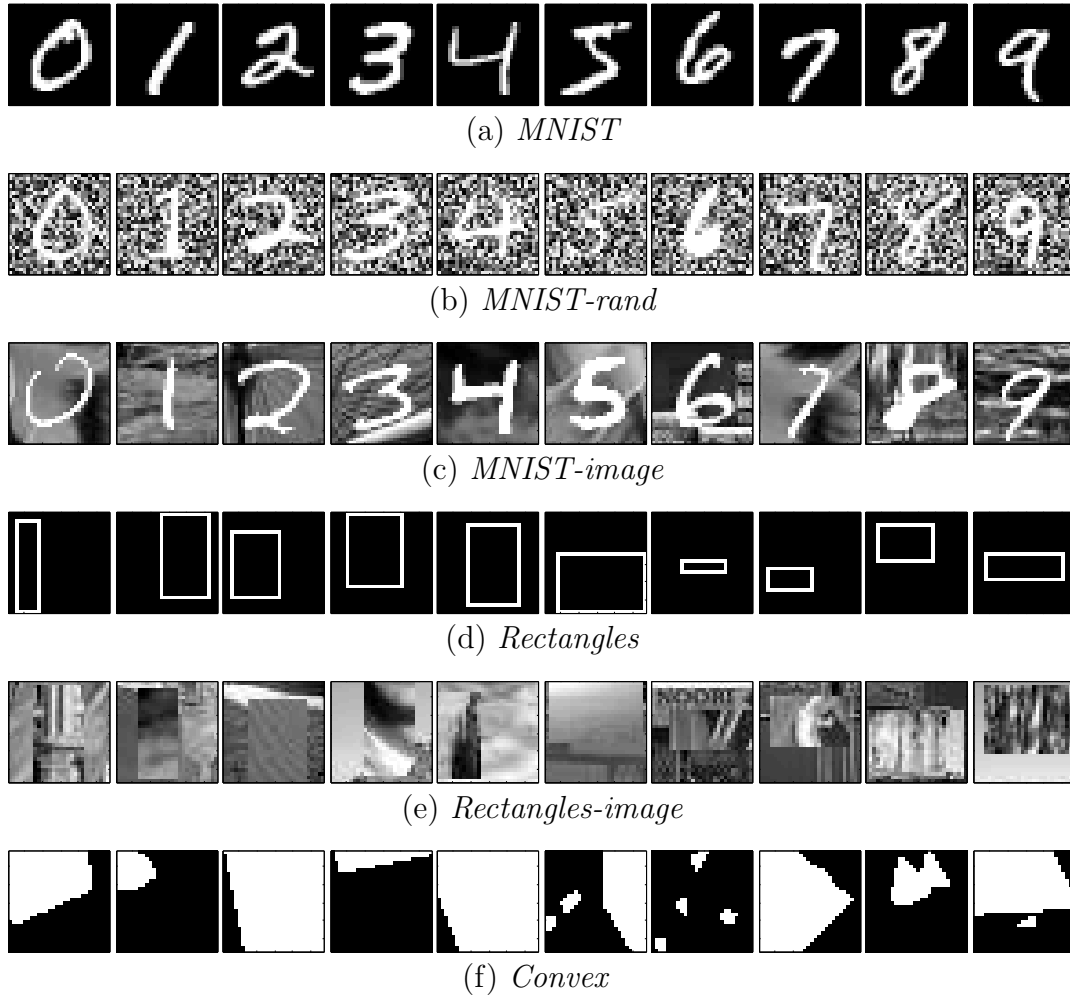 0 1 2 3 4 5 6 7 8 9
(a) MNIST
0 1 2 3 4 5 6 7 8 9
(b) MNIST-rand
0 1 2 3 4 5 6 7 8 9
(c) MNIST-image
(d) Rectangles
(e) Rectangles-image
(f) Convex